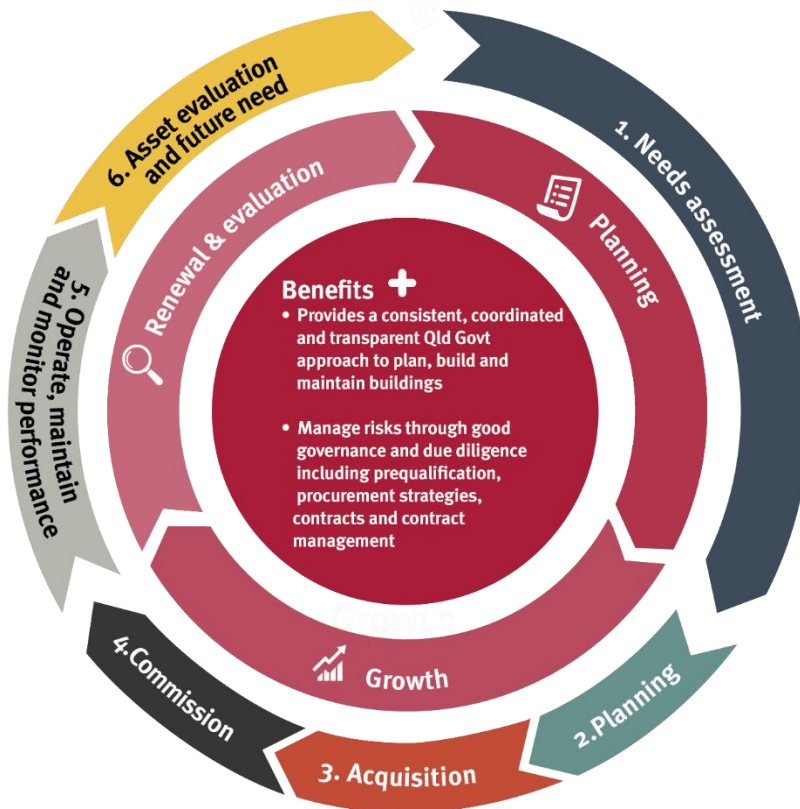 1. Needs assessment
2.Planning
3. Acquisition
4.Commission
5. Operate, maintain
and monitor performance
6. Asset evaluation
and future need
Planning
Growth
Renewal & evaluation
Benefits +
• Provides a consistent, coordinated
and transparent Qld Govt
approach to plan, build and
maintain buildings
• Manage risks through good
governance and due diligence
including prequalification,
procurement strategies,
contracts and contract
management
Growth